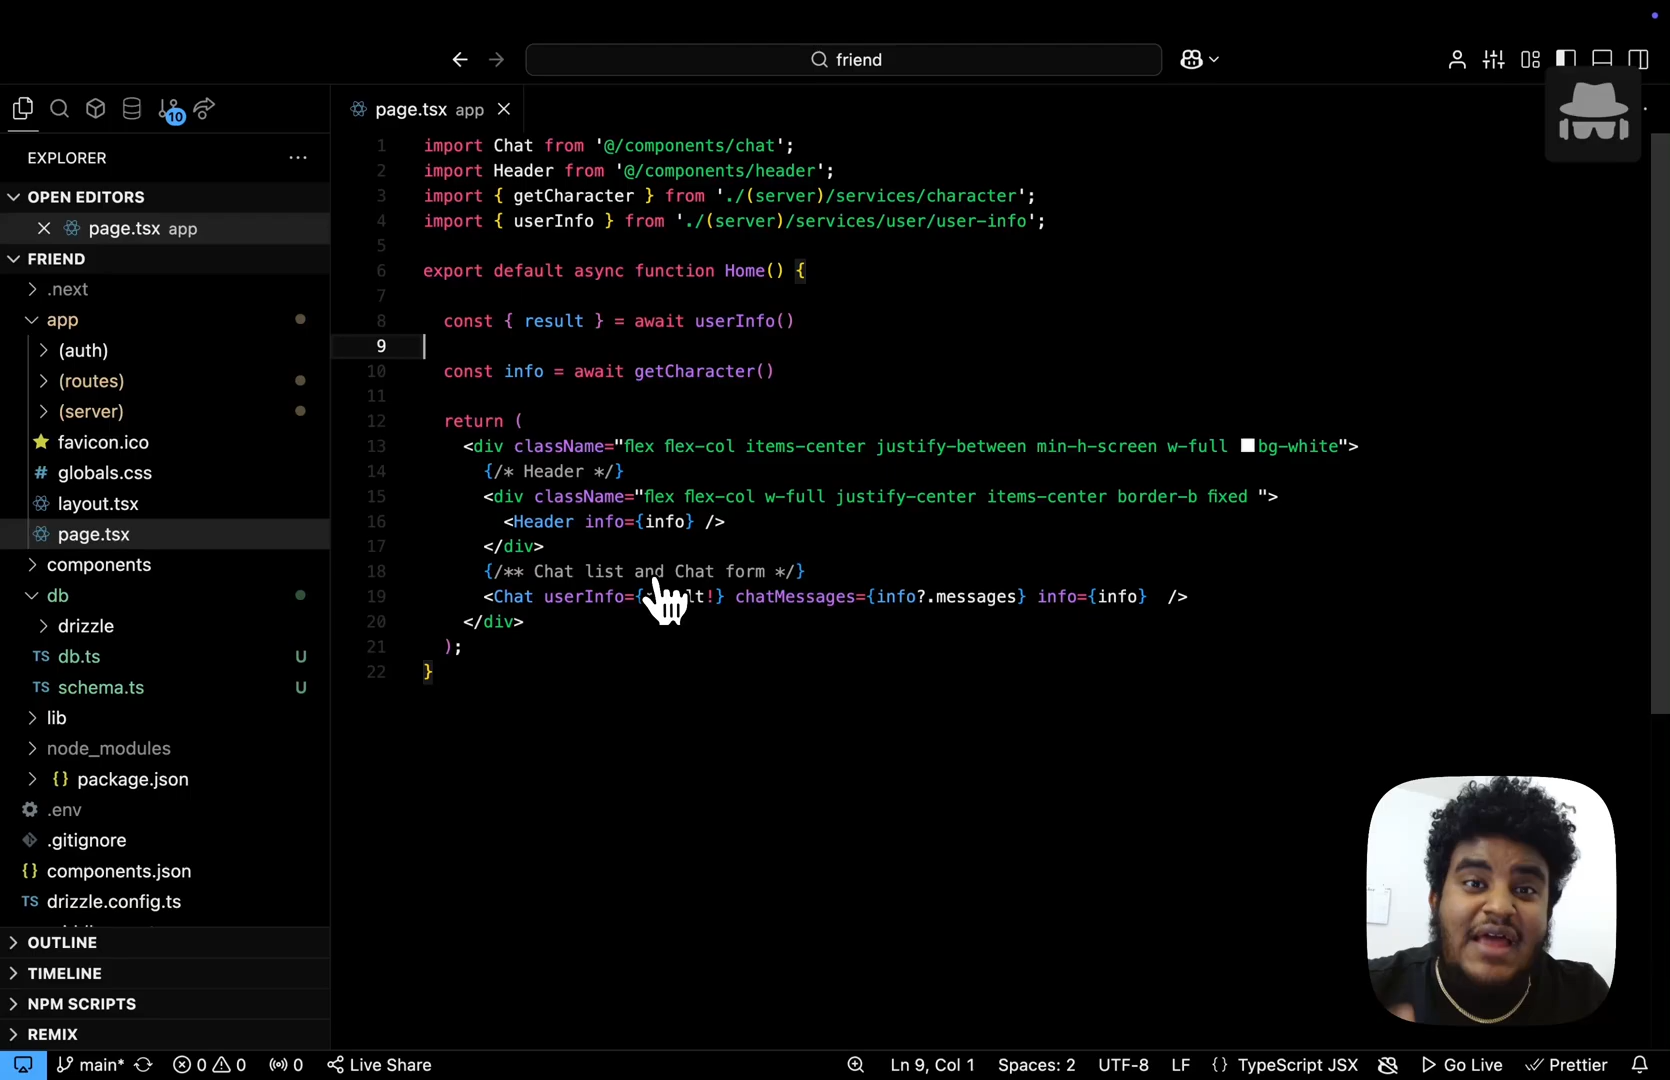 friend
10
page.tsx app
EXPLORER
OPEN EDITORS
page.tsx app
FRIEND
.next
app
(auth)
(routes)
(server)
favicon.ico
# globals.css
layout.tsx
page.tsx
components
db
drizzle
TS db.ts U
TS schema.ts U
lib
node_modules
{} package.json
.env
.gitignore
{} components.json
TS drizzle.config.ts
OUTLINE
TIMELINE
NPM SCRIPTS
REMIX
1 import Chat from '@/components/chat';
2 import Header from '@/components/header';
3 import { getCharacter } from './(server)/services/character';
4 import { userInfo } from './(server)/services/user/user-info';
5
6 export default async function Home() {
7
8 const { result } = await userInfo()
9
10 const info = await getCharacter()
11
12 return (
13 <div className="flex flex-col items-center justify-between min-h-screen w-full bg-white">
14 {/* Header */}
15 <div className="flex flex-col w-full justify-center items-center border-b fixed ">
16 <Header info={info} />
17 </div>
18 {/** Chat list and Chat form */}
19 <Chat userInfo={ lt!} chatMessages={info?.messages} info={info} />
20 </div>
21 );
22 }
main* 0 0 0 Live Share
Ln 9, Col 1 Spaces: 2 UTF-8 LF {} TypeScript JSX Go Live Prettier